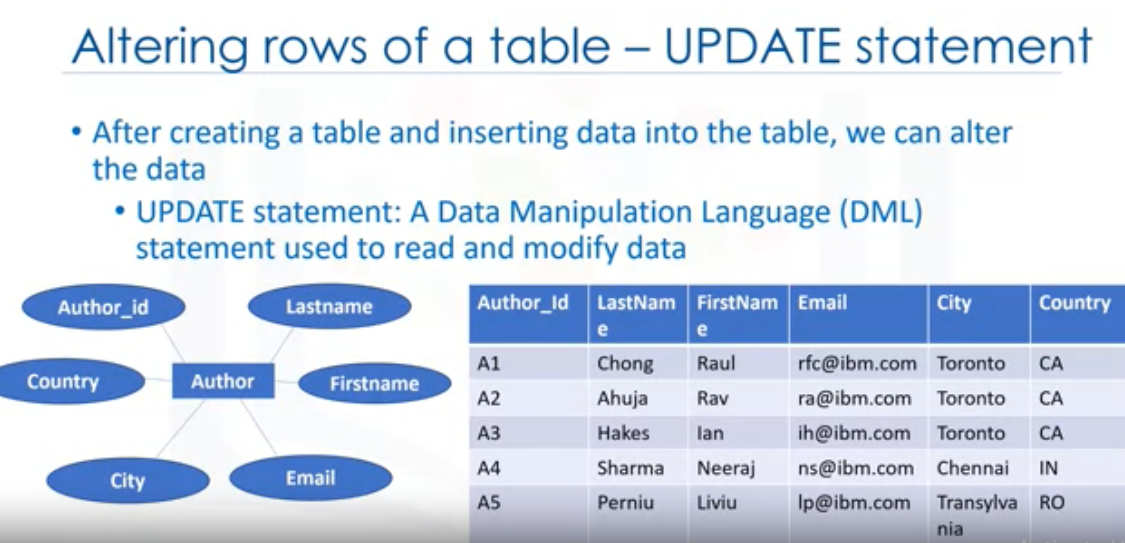 Altering rows of a table – UPDATE statement
• After creating a table and inserting data into the table, we can alter
the data
• UPDATE statement: A Data Manipulation Language (DML)
statement used to read and modify data
Author_id
Lastname
Country
Author
Firstname
City
Email
Author_Id LastNam FirstNam Email City Country
e e
A1 Chong Raul rfc@ibm.com Toronto CA
A2 Ahuja Rav ra@ibm.com Toronto CA
A3 Hakes Ian ih@ibm.com Toronto CA
A4 Sharma Neeraj ns@ibm.com Chennai IN
A5 Perniu Liviu lp@ibm.com Transylva RO
nia